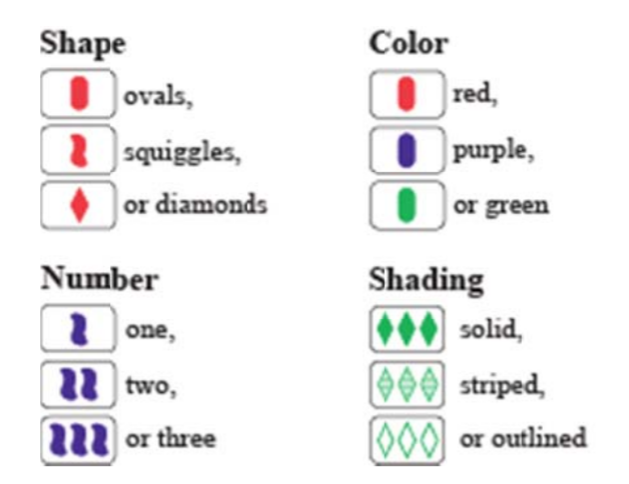 Shape
ovals,
squiggles,
or diamonds
Color
red,
purple,
or green
Number
one,
two,
or three
Shading
solid,
striped,
or outlined